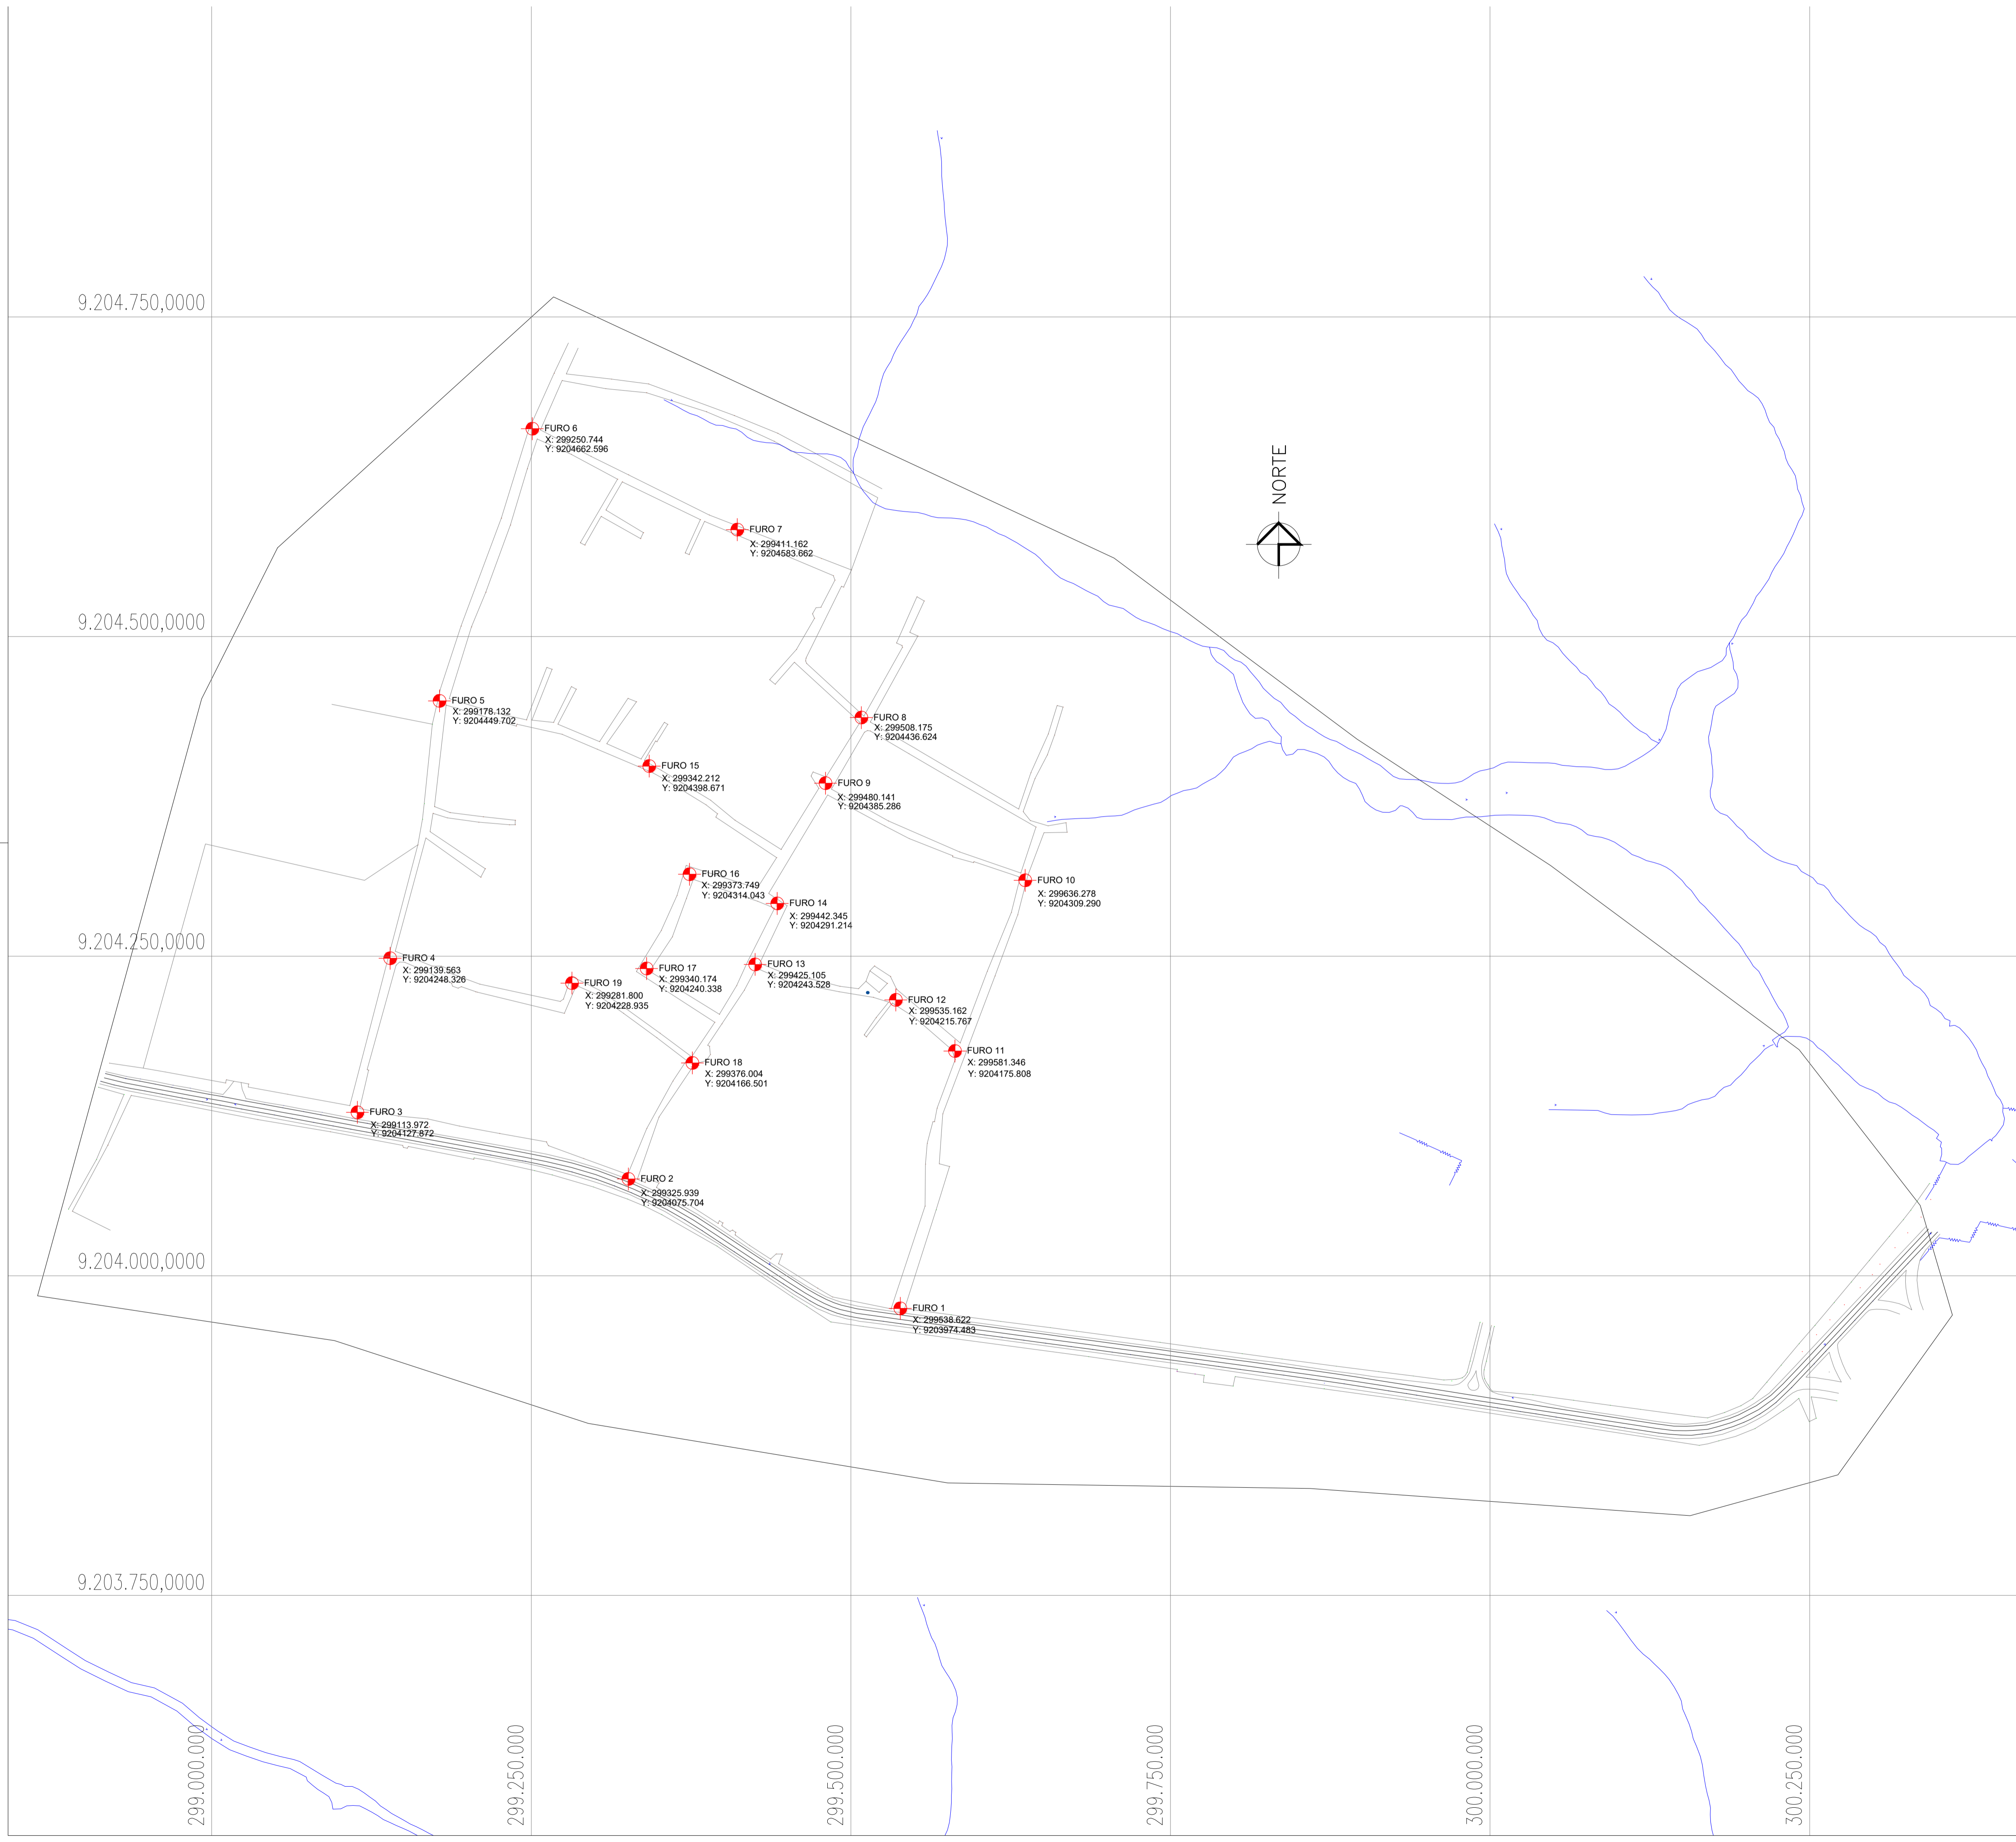 9.204.750,0000
FURO 6
X: 299250.744
Y: 9204662.596
NORTE
FURO 7
X: 299411.162
Y: 9204583.662
9.204.500,0000
FURO 5
X: 299178.132
Y: 9204449.702
FURO 8
X: 299508.175
Y: 9204436.624
FURO 15
X: 299342.212
Y: 9204398.671
FURO 9
X: 299480.141
Y: 9204385.286
FURO 16
X: 299373.749
Y: 9204314.043
FURO 10
X: 299636.278
Y: 9204309.290
FURO 14
X: 299442.345
Y: 9204291.214
9.204.250,0000
FURO 4
X: 299139.563
Y: 9204248.326
FURO 13
X: 299425.105
Y: 9204243.528
FURO 17
X: 299340.174
Y: 9204240.338
FURO 19
X: 299281.800
Y: 9204228.935
FURO 12
X: 299535.162
Y: 9204215.767
FURO 11
X: 299581.346
Y: 9204175.808
FURO 18
X: 299376.004
Y: 9204166.501
FURO 3
X: 299113.972
Y: 9204127.872
FURO 2
X: 299325.939
Y: 9204075.704
9.204.000,0000
FURO 1
X: 299538.622
Y: 9203974.483
9.203.750,0000
299.000.000
299.250.000
299.500.000
299.750.000
300.000.000
300.250.000